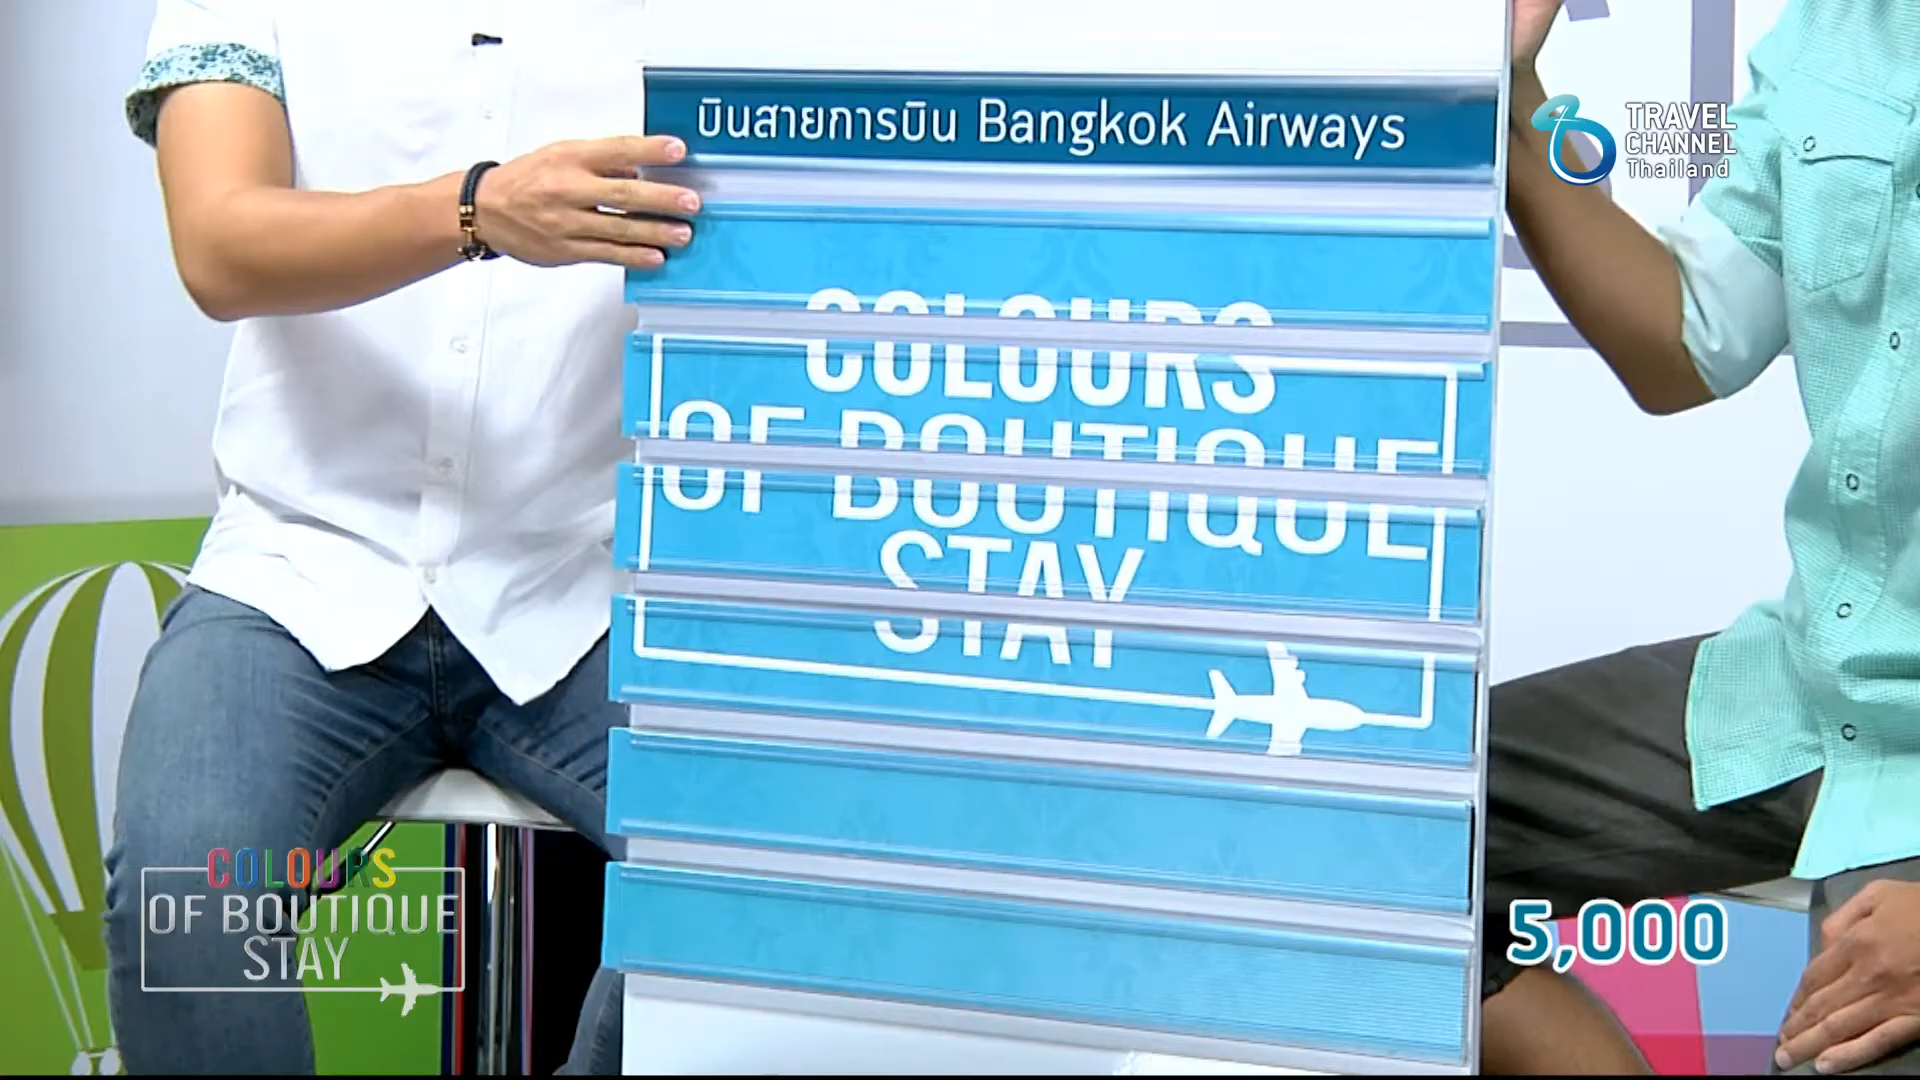 บินสายการบิน Bangkok Airways
TRAVEL
CHANNEL
Thailand
COLOURS
OF BOUTIQUE
STAY
COLOURS
OF BOUTIQUE
STAY
5,000